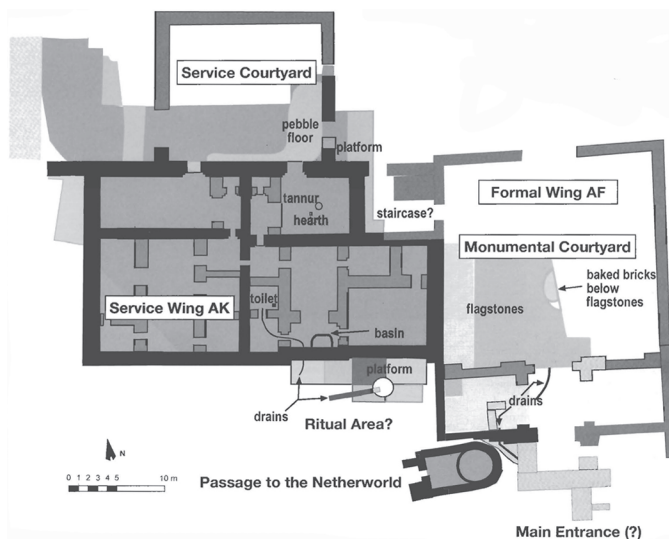 Service Courtyard
pebble
floor
platform
Formal Wing AF
tannur
hearth
staircase?
Monumental Courtyard
baked bricks
below
flagstones
flagstones
Service Wing AK
toilet
basin
platform
drains
drains
Ritual Area?
N
0 1 2 3 4 5 10 m
Passage to the Netherworld
Main Entrance (?)